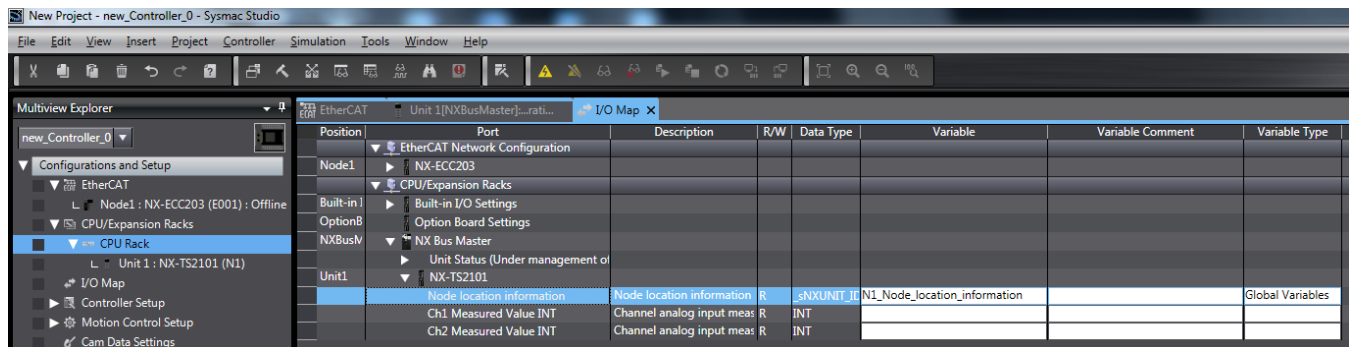 New Project - new_Controller_0 - Sysmac Studio
File Edit View Insert Project Controller Simulation Tools Window Help
Multiview Explorer
new_Controller_0
Configurations and Setup
EtherCAT
Node1 : NX-ECC203 (E001) : Offline
CPU/Expansion Racks
CPU Rack
Unit 1 : NX-TS2101 (N1)
I/O Map
Controller Setup
Motion Control Setup
Cam Data Settings
EtherCAT Unit 1[NXBusMaster]:...rati... I/O Map X
Position Port Description R/W Data Type Variable Variable Comment Variable Type
EtherCAT Network Configuration
Node1 NX-ECC203
CPU/Expansion Racks
Built-in I Built-in I/O Settings
OptionB Option Board Settings
NXBusM NX Bus Master
Unit Status (Under management of
Unit1 NX-TS2101
Node location information Node location information R _sNXUNIT_ID N1_Node_location_information Global Variables
Ch1 Measured Value INT Channel analog input meas R INT
Ch2 Measured Value INT Channel analog input meas R INT